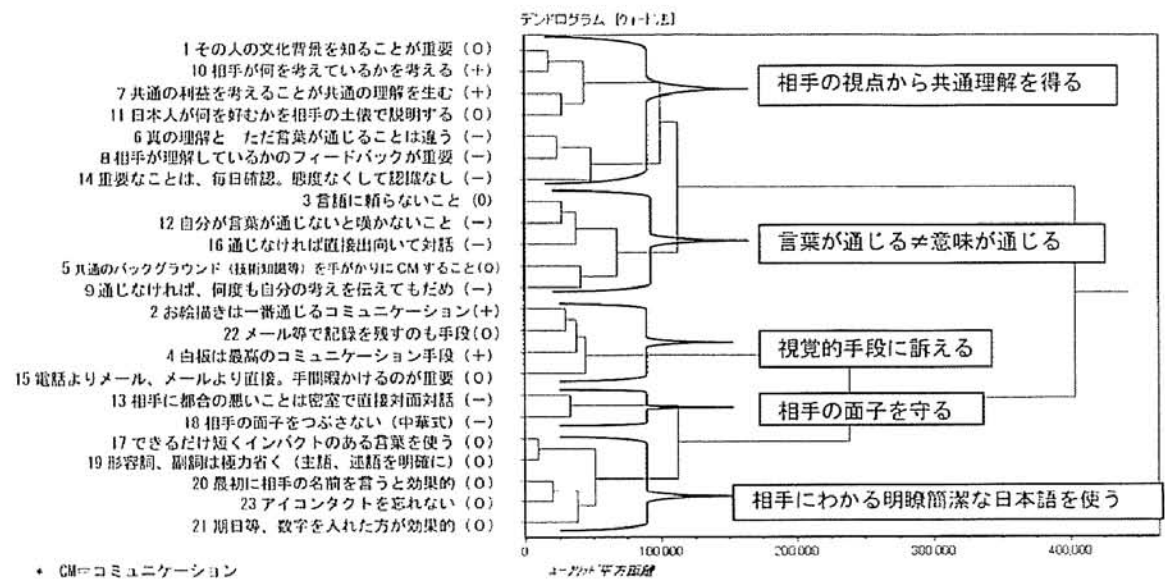 デンドログラム [ウォード法]
1 その人の文化背景を知ることが重要 (0)
10 相手が何を考えているかを考える (+)
7 共通の利益を考えることが共通の理解を生む (+)
11 日本人が何を好むかを相手の土俵で説明する (0)
6 真の理解と ただ言葉が通じることは違う (−)
8 相手が理解しているかのフィードバックが重要 (−)
14 重要なことは、毎日確認。態度なくして認識なし (−)
3 言語に頼らないこと (0)
12 自分が言葉が通じないと嘆かないこと (−)
16 通じなければ直接出向いて対話 (−)
5 共通のバックグラウンド (技術知識等) を手がかりに CM すること (0)
9 通じなければ、何度も自分の考えを伝えてもだめ (−)
2 お絵描きは一番通じるコミュニケーション (+)
22 メール等で記録を残すのも手段 (0)
4 白板は最高のコミュニケーション手段 (+)
15 電話よりメール、メールより直接。手間暇かけるのが重要 (0)
13 相手に都合の悪いことは密室で直接対面対話 (−)
18 相手の面子をつぶさない (中華式) (−)
17 できるだけ短くインパクトのある言葉を使う (0)
19 形容詞、副詞は極力省く (主語、述語を明確に) (0)
20 最初に相手の名前を言うと効果的 (0)
23 アイコンタクトを忘れない (0)
21 期日等、数字を入れた方が効果的 (0)
相手の視点から共通理解を得る
言葉が通じる≠意味が通じる
視覚的手段に訴える
相手の面子を守る
相手にわかる明瞭簡潔な日本語を使う
0 100,000 200,000 300,000 400,000
ユークリッド平方距離
* CM=コミュニケーション